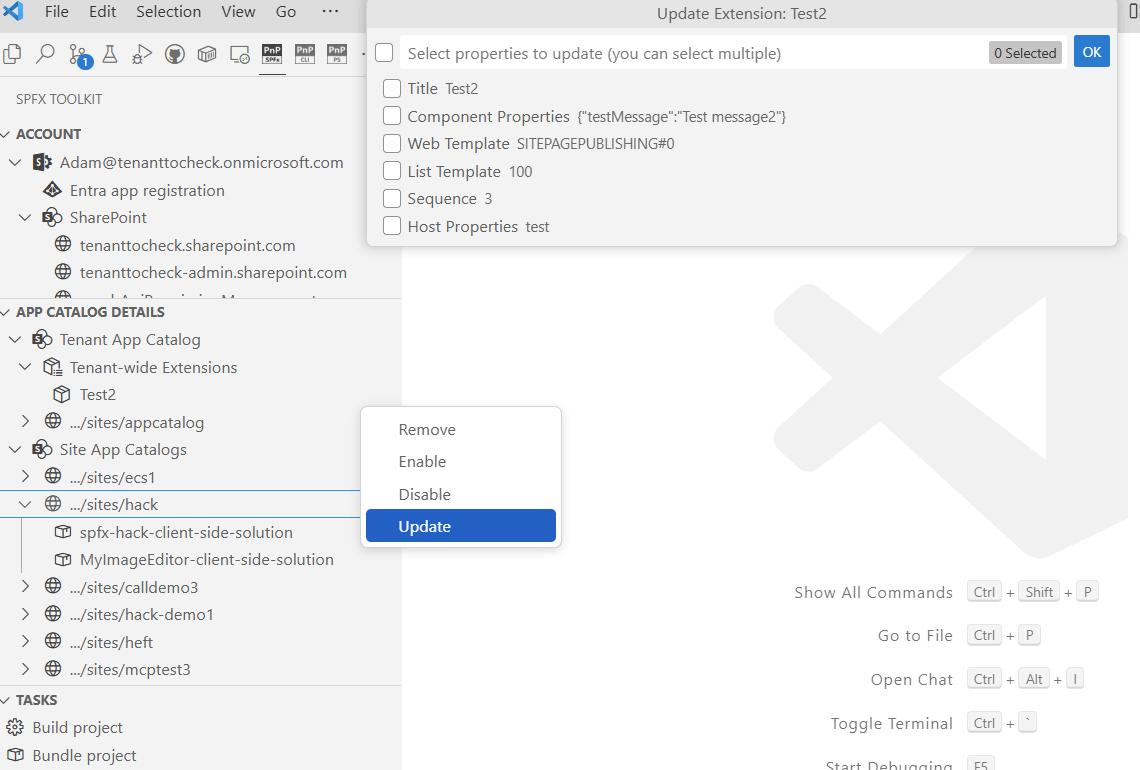 File Edit Selection View Go ···
Update Extension: Test2
1
PnP SPFx PnP CLI PnP PS
Select properties to update (you can select multiple) 0 Selected OK
Title Test2
Component Properties {"testMessage":"Test message2"}
Web Template SITEPAGEPUBLISHING#0
List Template 100
Sequence 3
Host Properties test
SPFX TOOLKIT
ACCOUNT
Adam@tenanttocheck.onmicrosoft.com
Entra app registration
SharePoint
tenanttocheck.sharepoint.com
tenanttocheck-admin.sharepoint.com
APP CATALOG DETAILS
Tenant App Catalog
Tenant-wide Extensions
Test2
.../sites/appcatalog
Site App Catalogs
.../sites/ecs1
.../sites/hack
spfx-hack-client-side-solution
MyImageEditor-client-side-solution
.../sites/calldemo3
.../sites/hack-demo1
.../sites/heft
.../sites/mcptest3
TASKS
Build project
Bundle project
Remove
Enable
Disable
Update
Show All Commands Ctrl + Shift + P
Go to File Ctrl + P
Open Chat Ctrl + Alt + I
Toggle Terminal Ctrl + `
Start Debugging F5